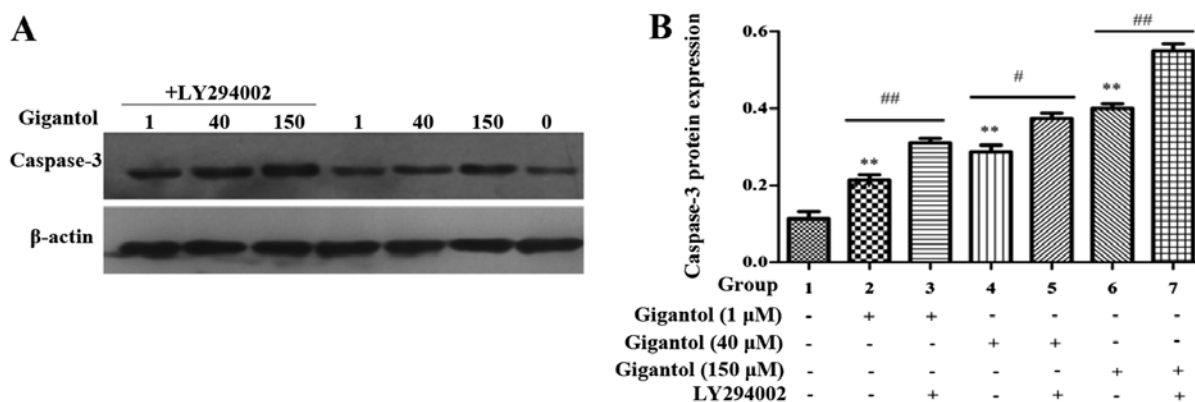 A
+LY294002
Gigantol 1 40 150 1 40 150 0
Caspase-3
β-actin
B
Caspase-3 protein expression
0.6
0.4
0.2
0.0
**
##
**
#
**
##
Group 1 2 3 4 5 6 7
Gigantol (1 μM) - + + - - - -
Gigantol (40 μM) - - - + + - -
Gigantol (150 μM) - - - - - + +
LY294002 - - + - + - +